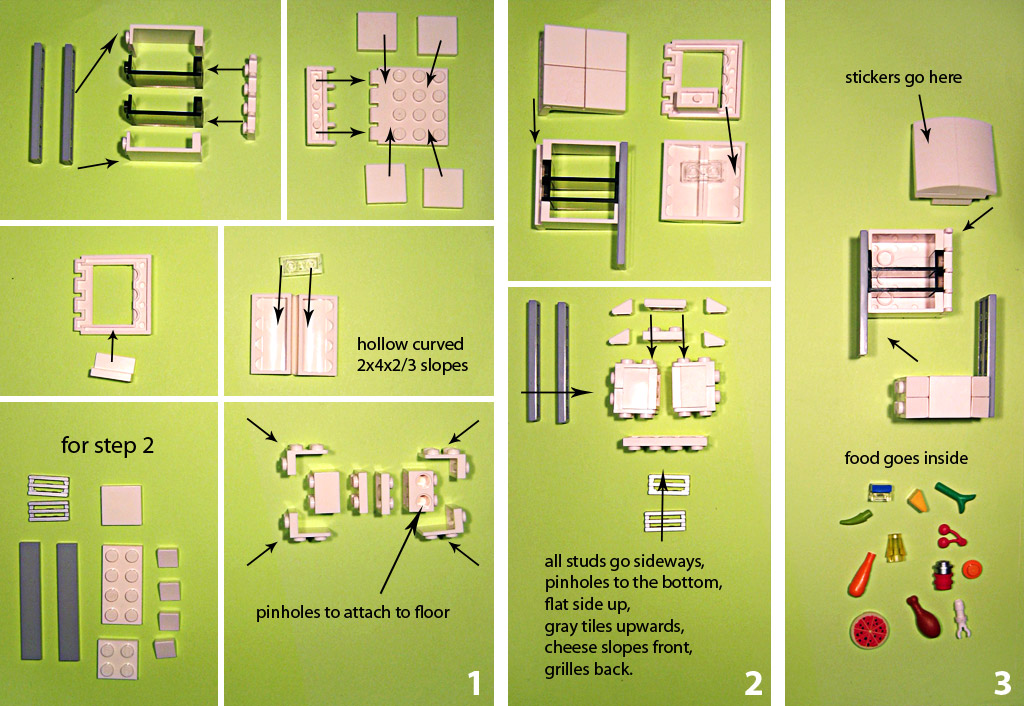 hollow curved
2x4x2/3 slopes
for step 2
pinholes to attach to floor
1
all studs go sideways,
pinholes to the bottom,
flat side up,
gray tiles upwards,
cheese slopes front,
grilles back.
2
stickers go here
food goes inside
3